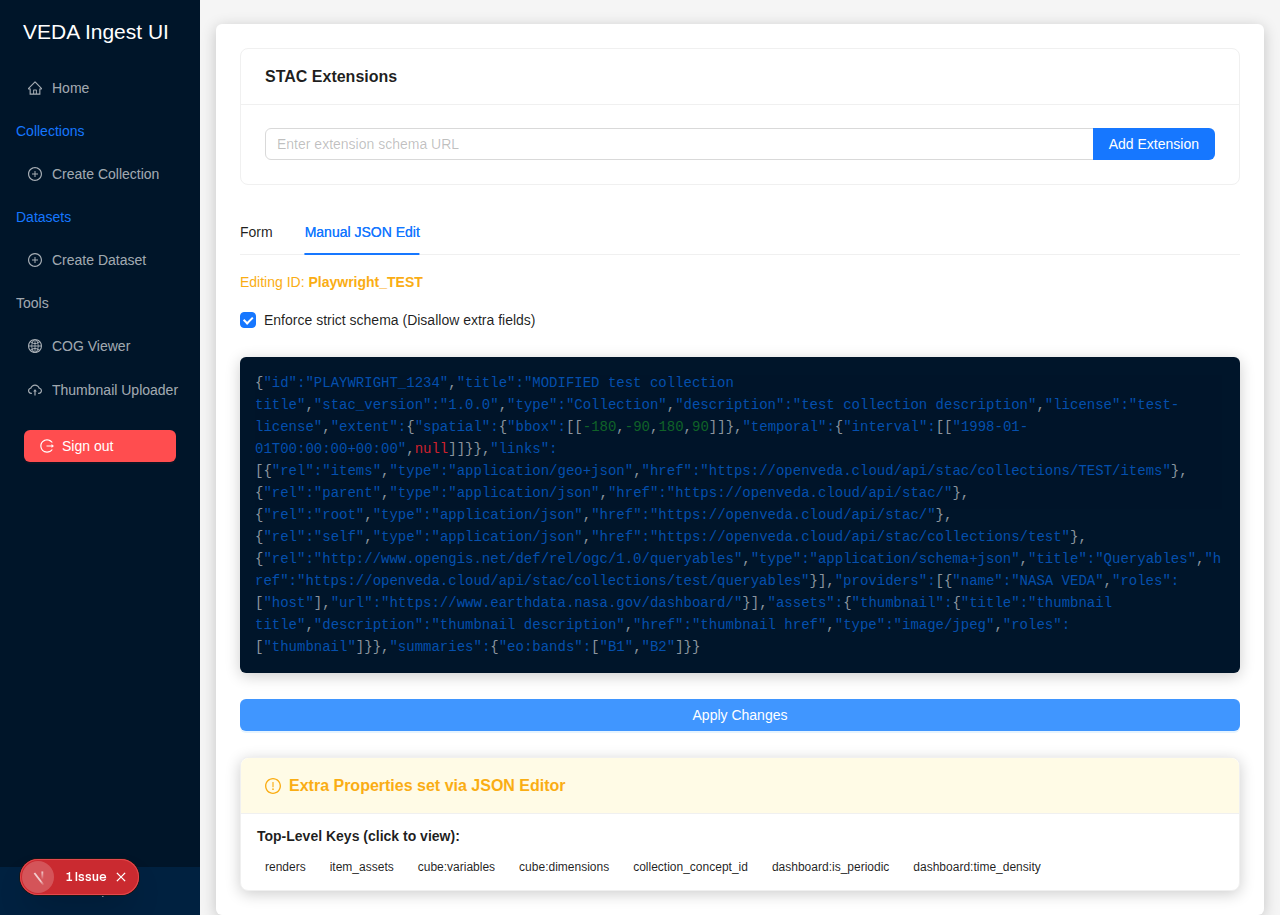 VEDA Ingest UI
Home
Collections
Create Collection
Datasets
Create Dataset
Tools
COG Viewer
Thumbnail Uploader
Sign out
1 Issue
STAC Extensions
Enter extension schema URL
Add Extension
Form
Manual JSON Edit
Editing ID: Playwright_TEST
Enforce strict schema (Disallow extra fields)
{"id":"PLAYWRIGHT_1234","title":"MODIFIED test collection
title","stac_version":"1.0.0","type":"Collection","description":"test collection description","license":"test-
license","extent":{"spatial":{"bbox":[[-180,-90,180,90]]},"temporal":{"interval":[["1998-01-
01T00:00:00+00:00",null]]}},"links":
[{"rel":"items","type":"application/geo+json","href":"https://openveda.cloud/api/stac/collections/TEST/items"},
{"rel":"parent","type":"application/json","href":"https://openveda.cloud/api/stac/"},
{"rel":"root","type":"application/json","href":"https://openveda.cloud/api/stac/"},
{"rel":"self","type":"application/json","href":"https://openveda.cloud/api/stac/collections/test"},
{"rel":"http://www.opengis.net/def/rel/ogc/1.0/queryables","type":"application/schema+json","title":"Queryables","h
ref":"https://openveda.cloud/api/stac/collections/test/queryables"}],"providers":[{"name":"NASA VEDA","roles":
["host"],"url":"https://www.earthdata.nasa.gov/dashboard/"}],"assets":{"thumbnail":{"title":"thumbnail
title","description":"thumbnail description","href":"thumbnail href","type":"image/jpeg","roles":
["thumbnail"]}},"summaries":{"eo:bands":["B1","B2"]}}
Apply Changes
Extra Properties set via JSON Editor
Top-Level Keys (click to view):
renders item_assets cube:variables cube:dimensions collection_concept_id dashboard:is_periodic dashboard:time_density